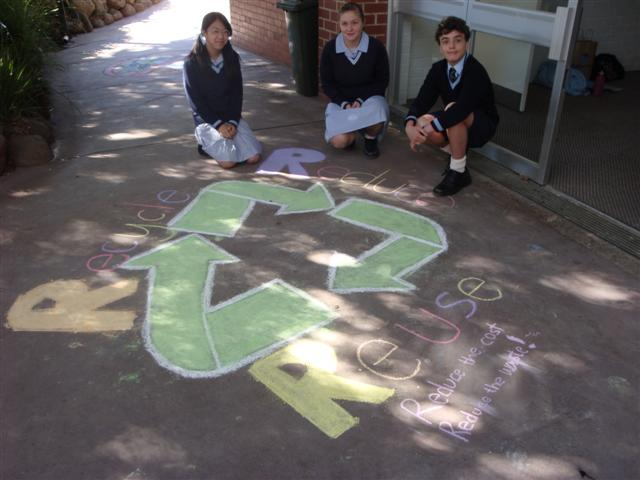 Reduce
Recycle
ReUSe
Reduce the cost
Reduce the waste!